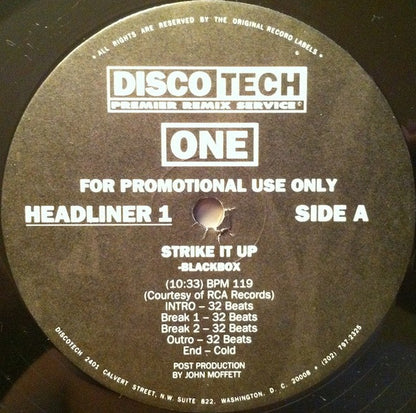 * ALL RIGHTS ARE RESERVED BY THE ORIGINAL RECORD LABELS *
DISCOTECH
PREMIER REMIX SERVICE©
ONE
FOR PROMOTIONAL USE ONLY
HEADLINER 1 SIDE A
STRIKE IT UP
-BLACKBOX
(10:33) BPM 119
(Courtesy of RCA Records)
INTRO – 32 Beats
Break 1 – 32 Beats
Break 2 – 32 Beats
Outro – 32 Beats
End – Cold
POST PRODUCTION
BY JOHN MOFFETT
DISCOTECH 2401 CALVERT STREET, N.W. SUITE 822, WASHINGTON, D.C. 20008 * (202) 797-2325